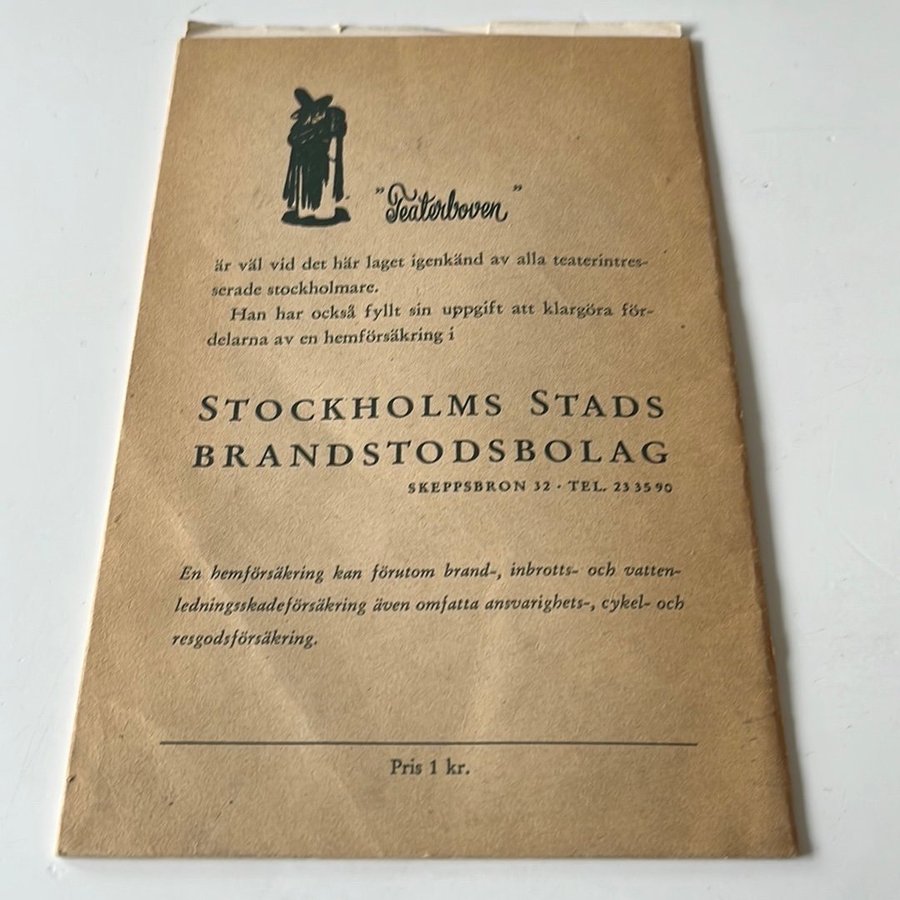 "Teaterboven"
är väl vid det här laget igenkänd av alla teaterintres-
serade stockholmare.
Han har också fyllt sin uppgift att klargöra för-
delarna av en hemförsäkring i
STOCKHOLMS STADS
BRANDSTODSBOLAG
SKEPPSBRON 32 · TEL. 23 35 90
En hemförsäkring kan förutom brand-, inbrotts- och vatten-
ledningsskadeförsäkring även omfatta ansvarighets-, cykel- och
resgodsförsäkring.
Pris 1 kr.